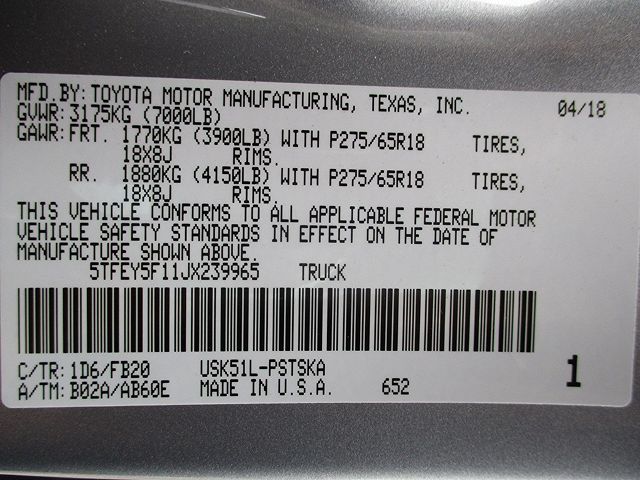 MFD.BY: TOYOTA MOTOR MANUFACTURING, TEXAS, INC. 04/18
GVWR: 3175KG (7000LB)
GAWR: FRT. 1770KG (3900LB) WITH P275/65R18 TIRES,
18X8J RIMS.
RR. 1880KG (4150LB) WITH P275/65R18 TIRES,
18X8J RIMS.
THIS VEHICLE CONFORMS TO ALL APPLICABLE FEDERAL MOTOR
VEHICLE SAFETY STANDARDS IN EFFECT ON THE DATE OF
MANUFACTURE SHOWN ABOVE.
5TFEY5F11JX239965 TRUCK
C/TR: 1D6/FB20 USK51L-PSTSKA
A/TM: B02A/AB60E MADE IN U.S.A. 652 1